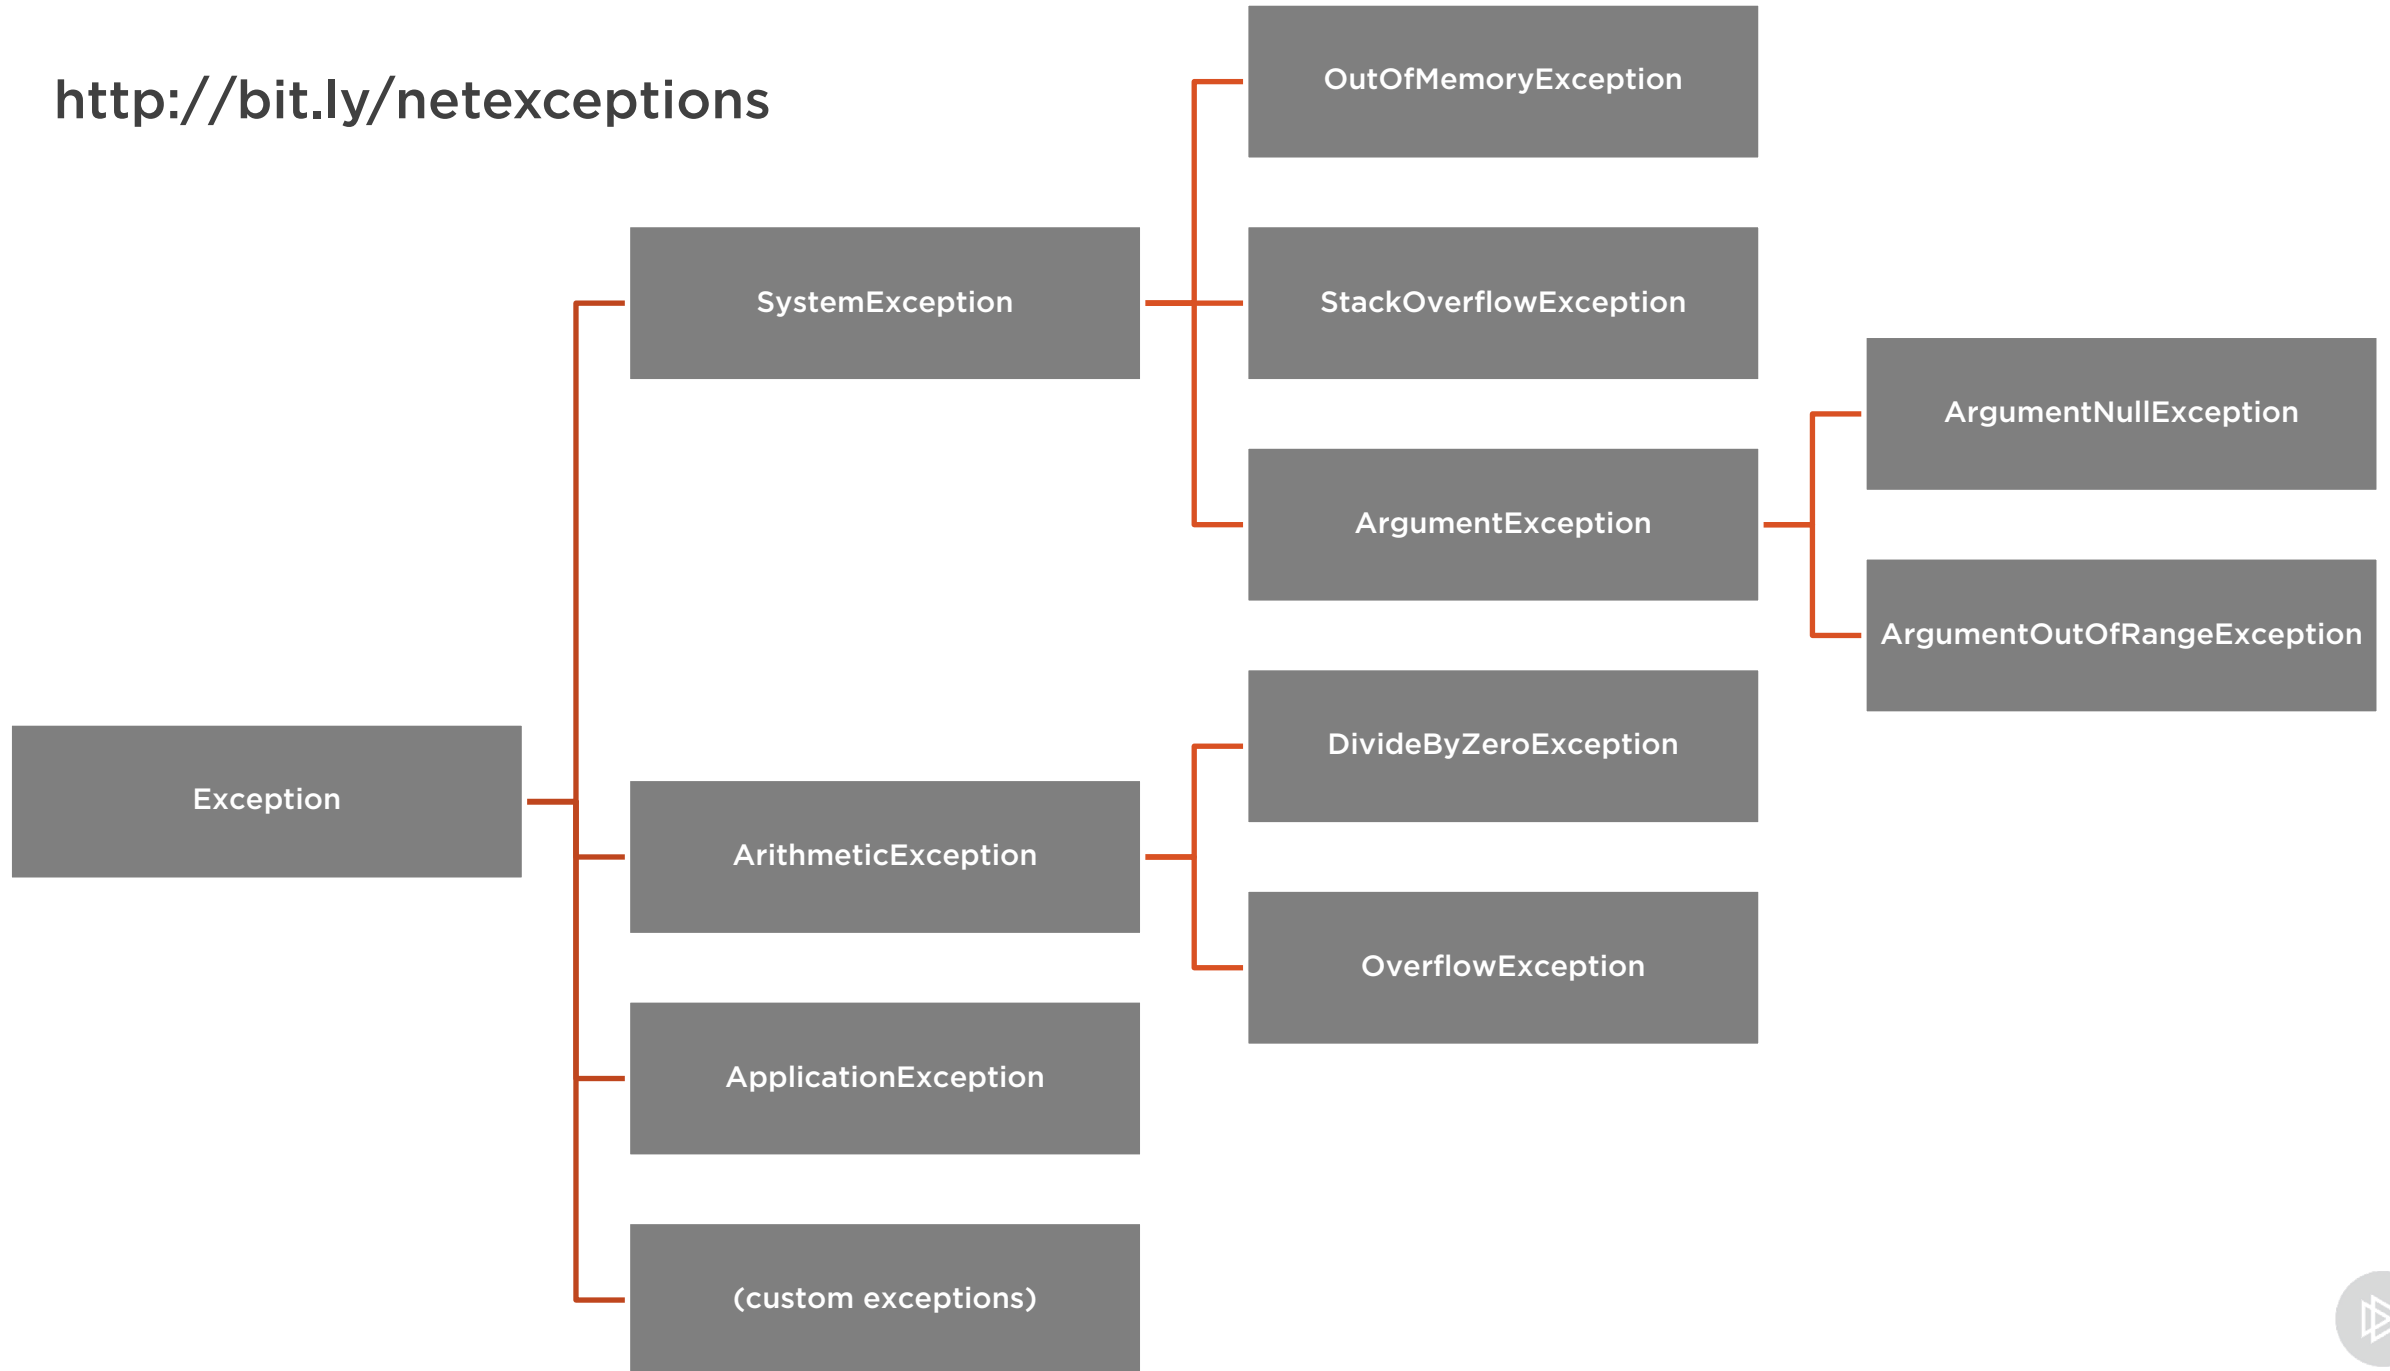 http://bit.ly/netexceptions
Exception
SystemException
OutOfMemoryException
StackOverflowException
ArgumentException
ArgumentNullException
ArgumentOutOfRangeException
ArithmeticException
DivideByZeroException
OverflowException
ApplicationException
(custom exceptions)